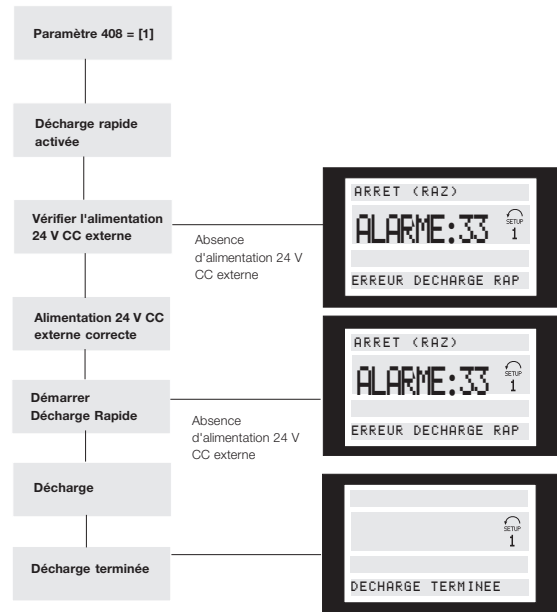 Paramètre 408 = [1]
Décharge rapide
activée
Vérifier l'alimentation
24 V CC externe
Absence
d'alimentation 24 V
CC externe
ARRET (RAZ)
ALARME:33
SETUP
1
ERREUR DECHARGE RAP
Alimentation 24 V CC
externe correcte
Démarrer
Décharge Rapide
Absence
d'alimentation 24 V
CC externe
ARRET (RAZ)
ALARME:33
SETUP
1
ERREUR DECHARGE RAP
Décharge
Décharge terminée
SETUP
1
DECHARGE TERMINEE